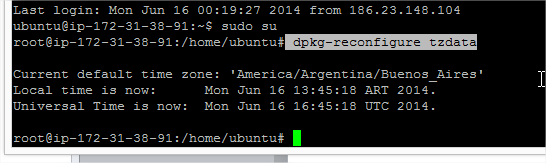 Last login: Mon Jun 16 00:19:27 2014 from 186.23.148.104
ubuntu@ip-172-31-38-91:~$ sudo su
root@ip-172-31-38-91:/home/ubuntu# dpkg-reconfigure tzdata
Current default time zone: 'America/Argentina/Buenos_Aires'
Local time is now:      Mon Jun 16 13:45:18 ART 2014.
Universal Time is now:  Mon Jun 16 16:45:18 UTC 2014.
root@ip-172-31-38-91:/home/ubuntu#